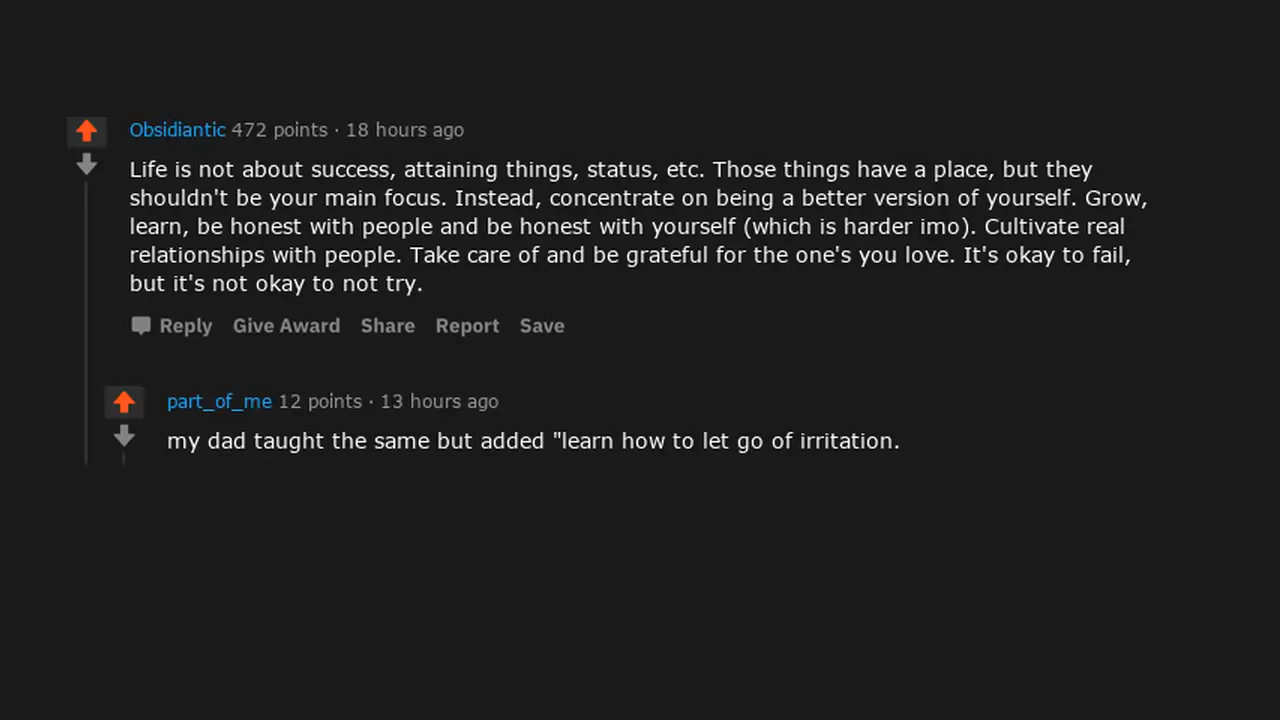 Obsidiantic 472 points · 18 hours ago
Life is not about success, attaining things, status, etc. Those things have a place, but they
shouldn't be your main focus. Instead, concentrate on being a better version of yourself. Grow,
learn, be honest with people and be honest with yourself (which is harder imo). Cultivate real
relationships with people. Take care of and be grateful for the one's you love. It's okay to fail,
but it's not okay to not try.
Reply Give Award Share Report Save
part_of_me 12 points · 13 hours ago
my dad taught the same but added "learn how to let go of irritation.